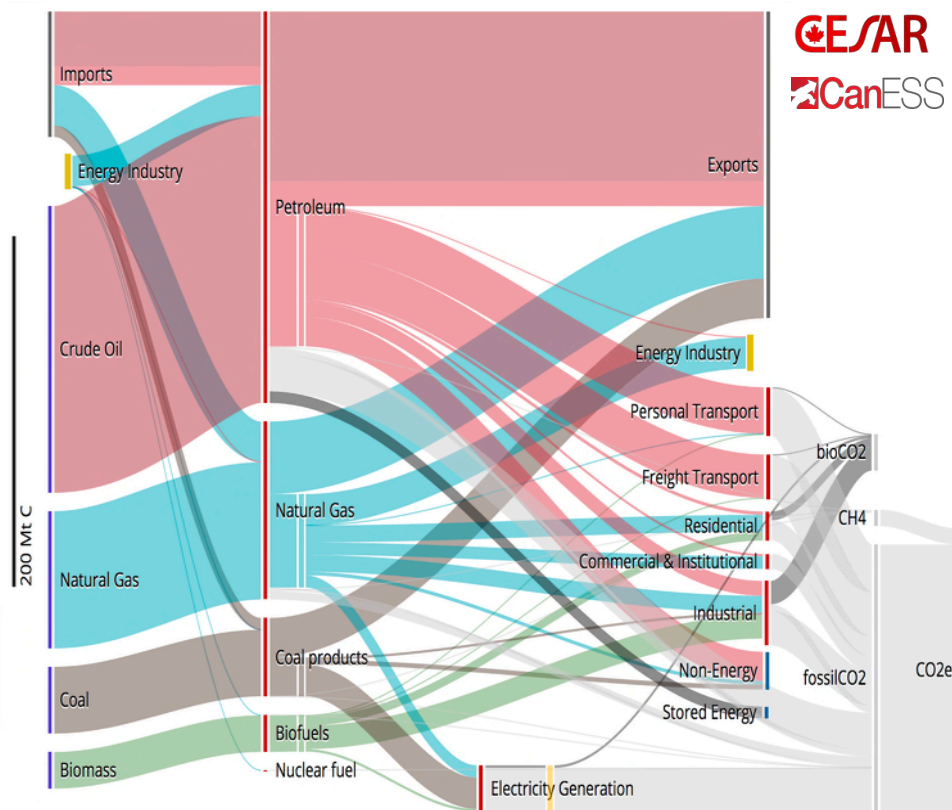 CESAR
CanESS
Imports
Energy Industry
Crude Oil
Natural Gas
Coal
Biomass
200 Mt C
Petroleum
Natural Gas
Coal products
Biofuels
Nuclear fuel
Electricity Generation
Exports
Energy Industry
Personal Transport
Freight Transport
Residential
Commercial & Institutional
Industrial
Non-Energy
Stored Energy
bioCO2
CH4
fossilCO2
CO2e